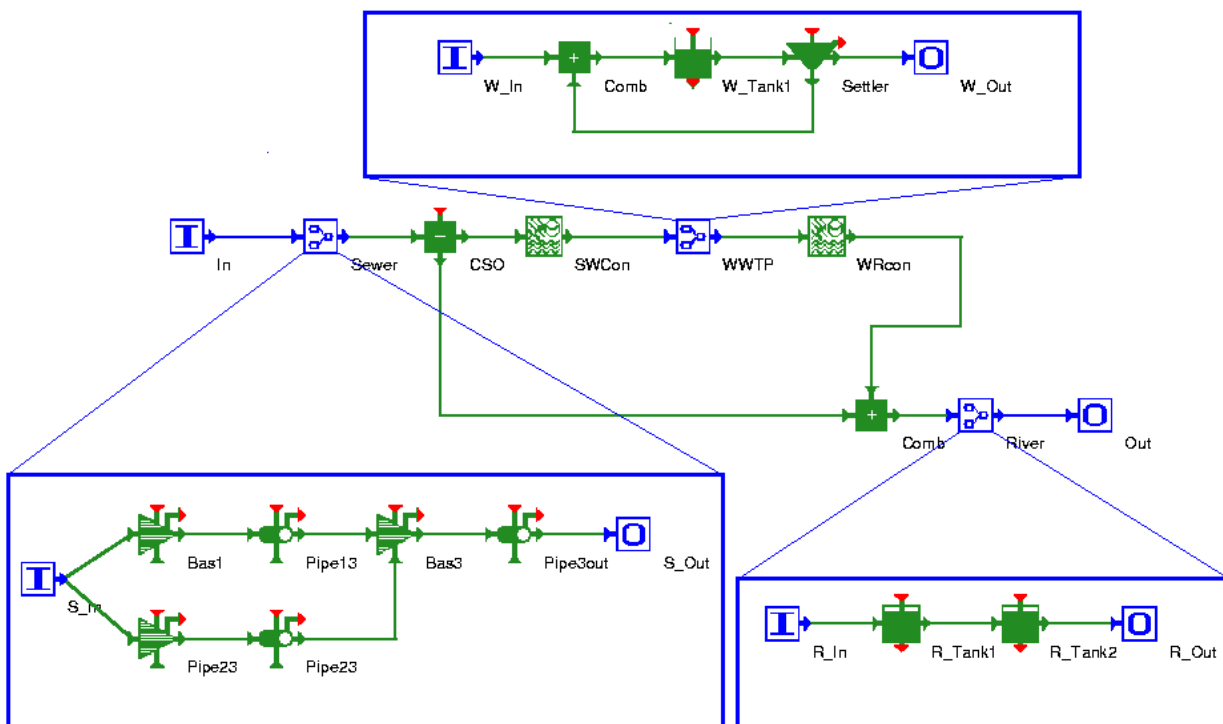 I
O
W_In
Comb
W_Tank1
Settler
W_Out
I
In
Sewer
CSO
SWCon
WWTP
WRcon
O
Comb
River
Out
I
O
Bas1
Pipe13
Bas3
Pipe3out
S_Out
S_In
Pipe23
Pipe23
I
O
R_In
R_Tank1
R_Tank2
R_Out